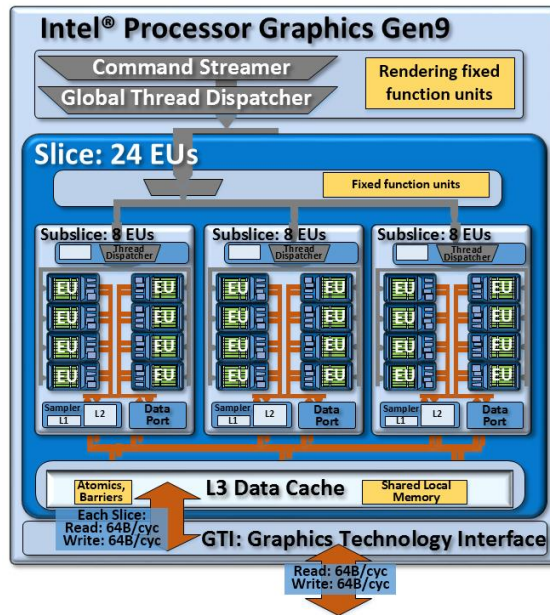 Intel® Processor Graphics Gen9
Command Streamer
Global Thread Dispatcher
Rendering fixed
function units
Slice: 24 EUs
Fixed function units
Subslice: 8 EUs
Thread
Dispatcher
EU EU
EU EU
EU EU
EU EU
Sampler
L1
L2
Data
Port
Subslice: 8 EUs
Thread
Dispatcher
EU EU
EU EU
EU EU
EU EU
Sampler
L1
L2
Data
Port
Subslice: 8 EUs
Thread
Dispatcher
EU EU
EU EU
EU EU
EU EU
Sampler
L1
L2
Data
Port
Atomics,
Barriers
L3 Data Cache
Shared Local
Memory
Each Slice:
Read: 64B/cyc
Write: 64B/cyc
GTI: Graphics Technology Interface
Read: 64B/cyc
Write: 64B/cyc